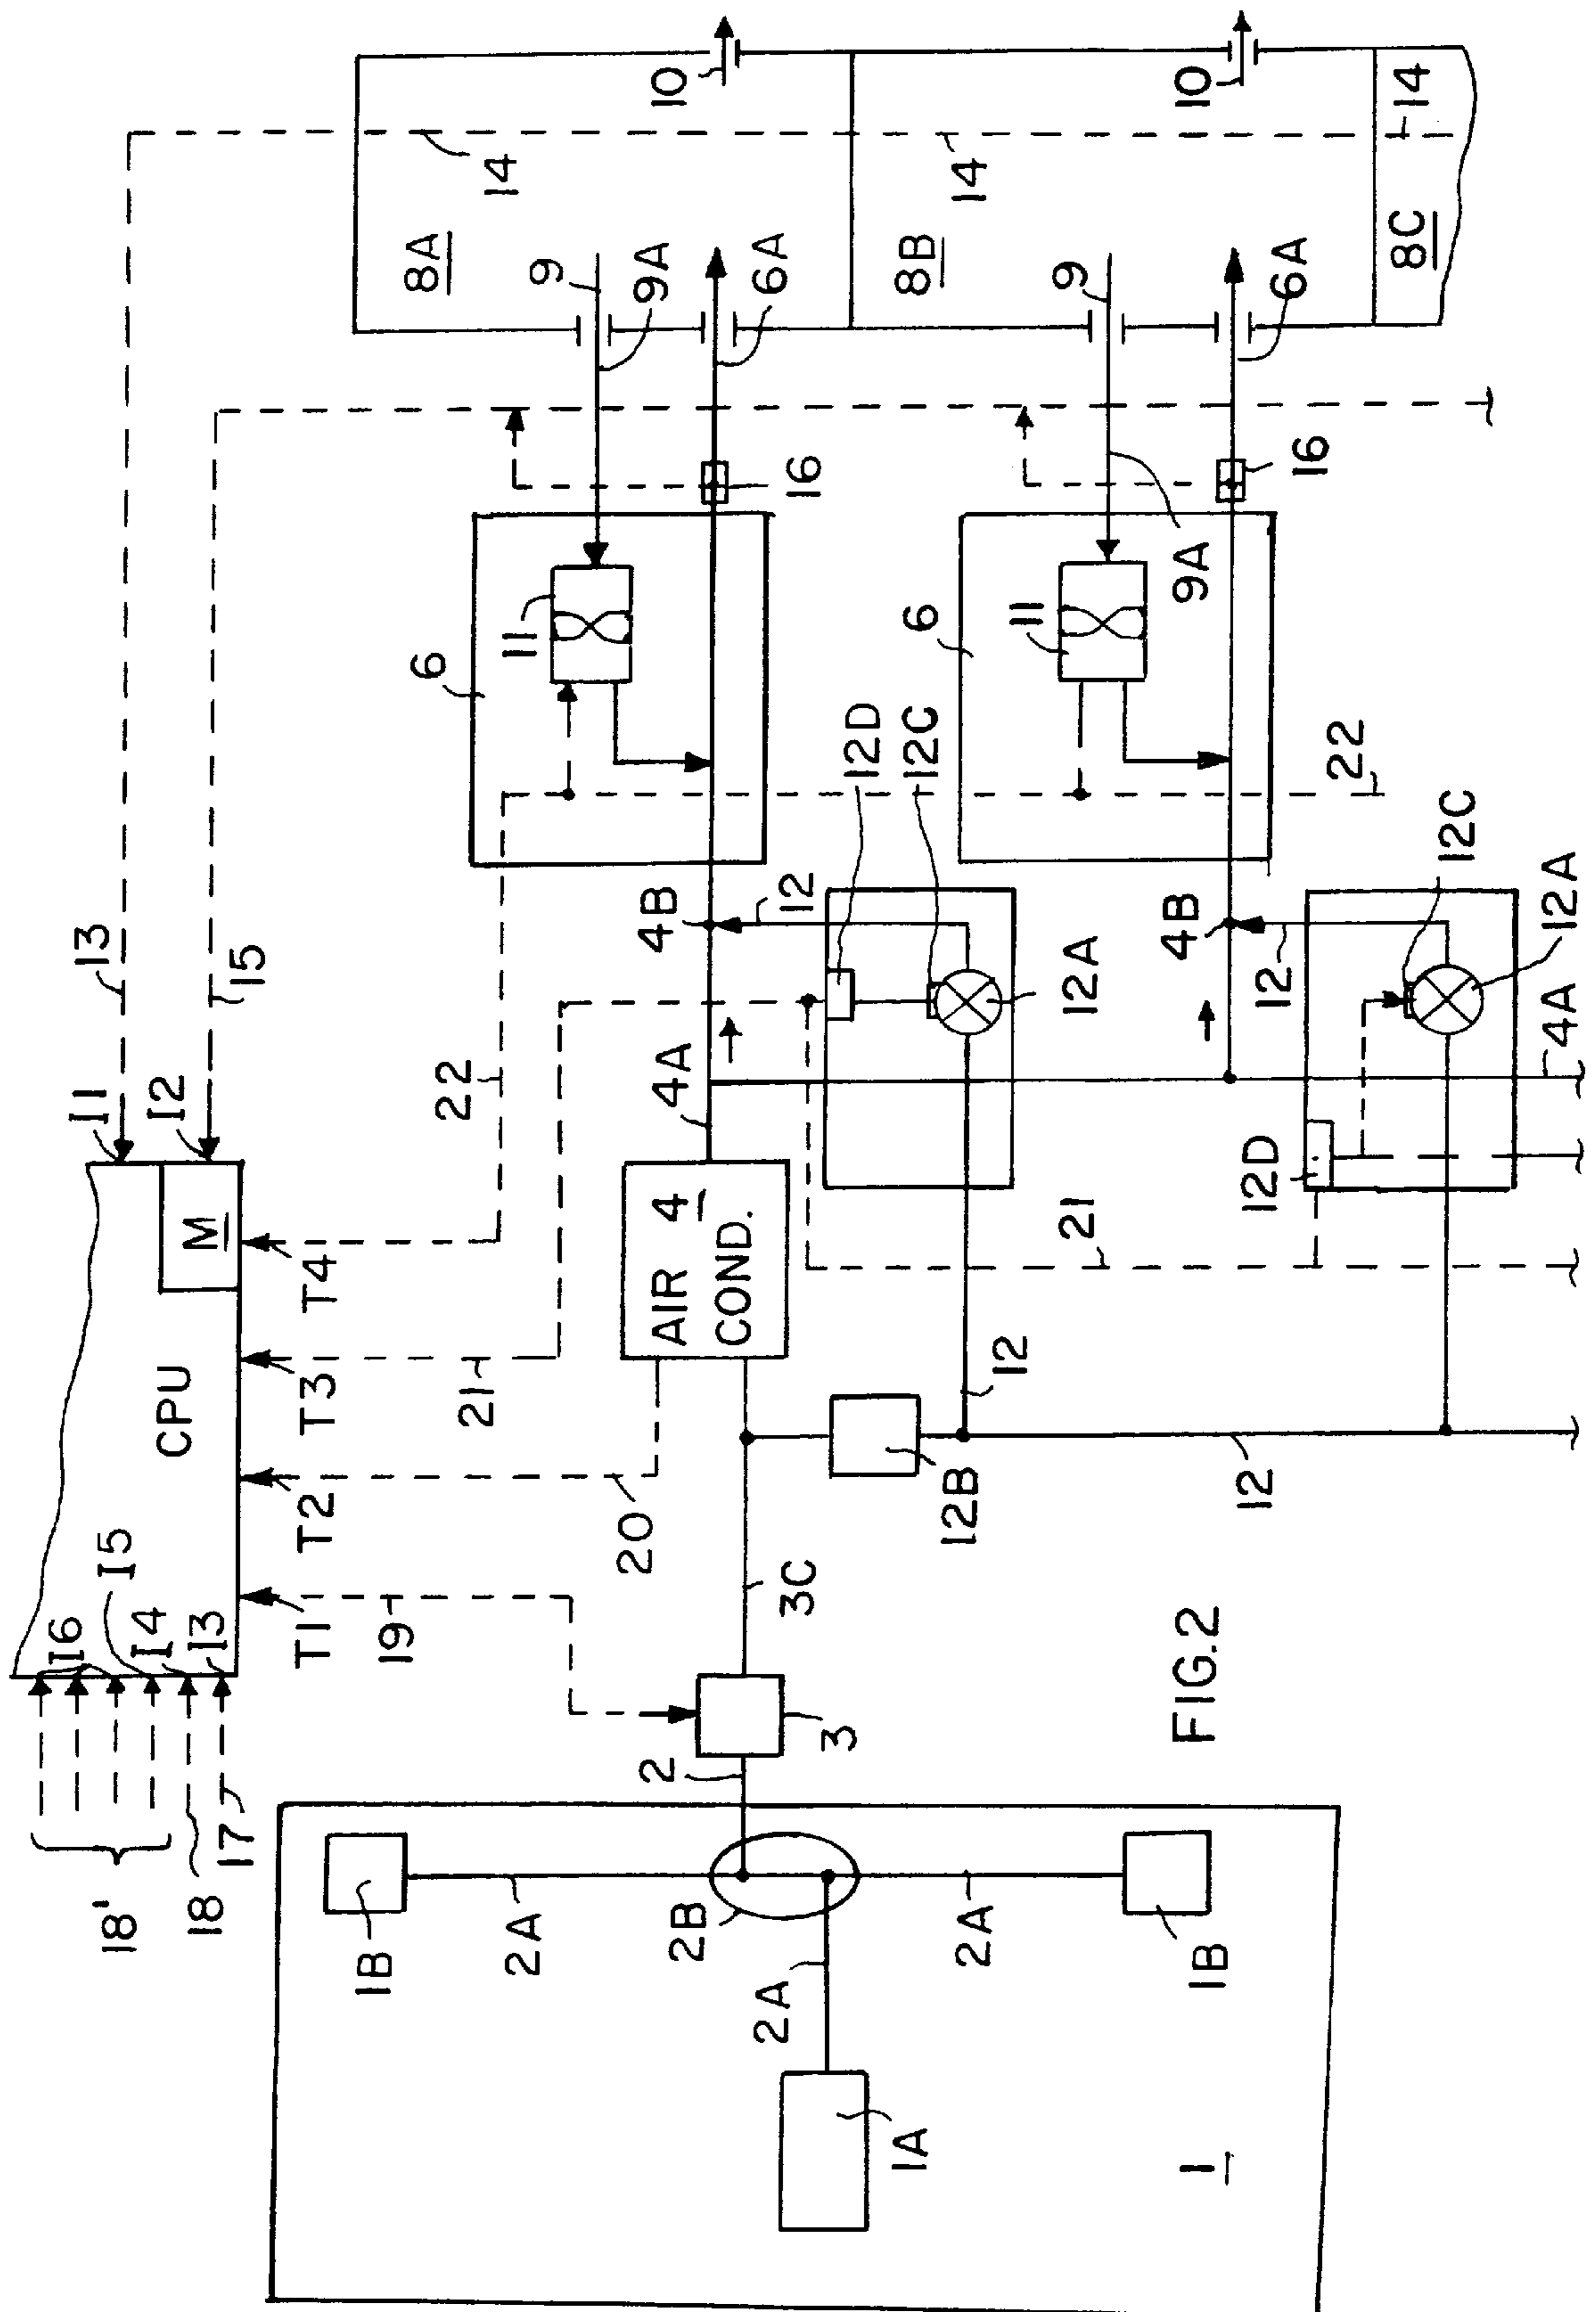 18'
18
17
I6
I5
I4
I3
CPU
M
I1
I2
13
15
T1
T2
T3
T4
19
20
21
22
14
8A
10
9
9A
6A
16
11
6
1B
2A
2B
2
3
3C
AIR 4'
COND.
4A
4B
12
12D
12C
12A
14
8B
10
9
9A
6A
16
11
6
22
2A
1A
2A
1B
1
12B
12
12
21
12D
4B
12
12C
12A
4A
14
8C
FIG.2